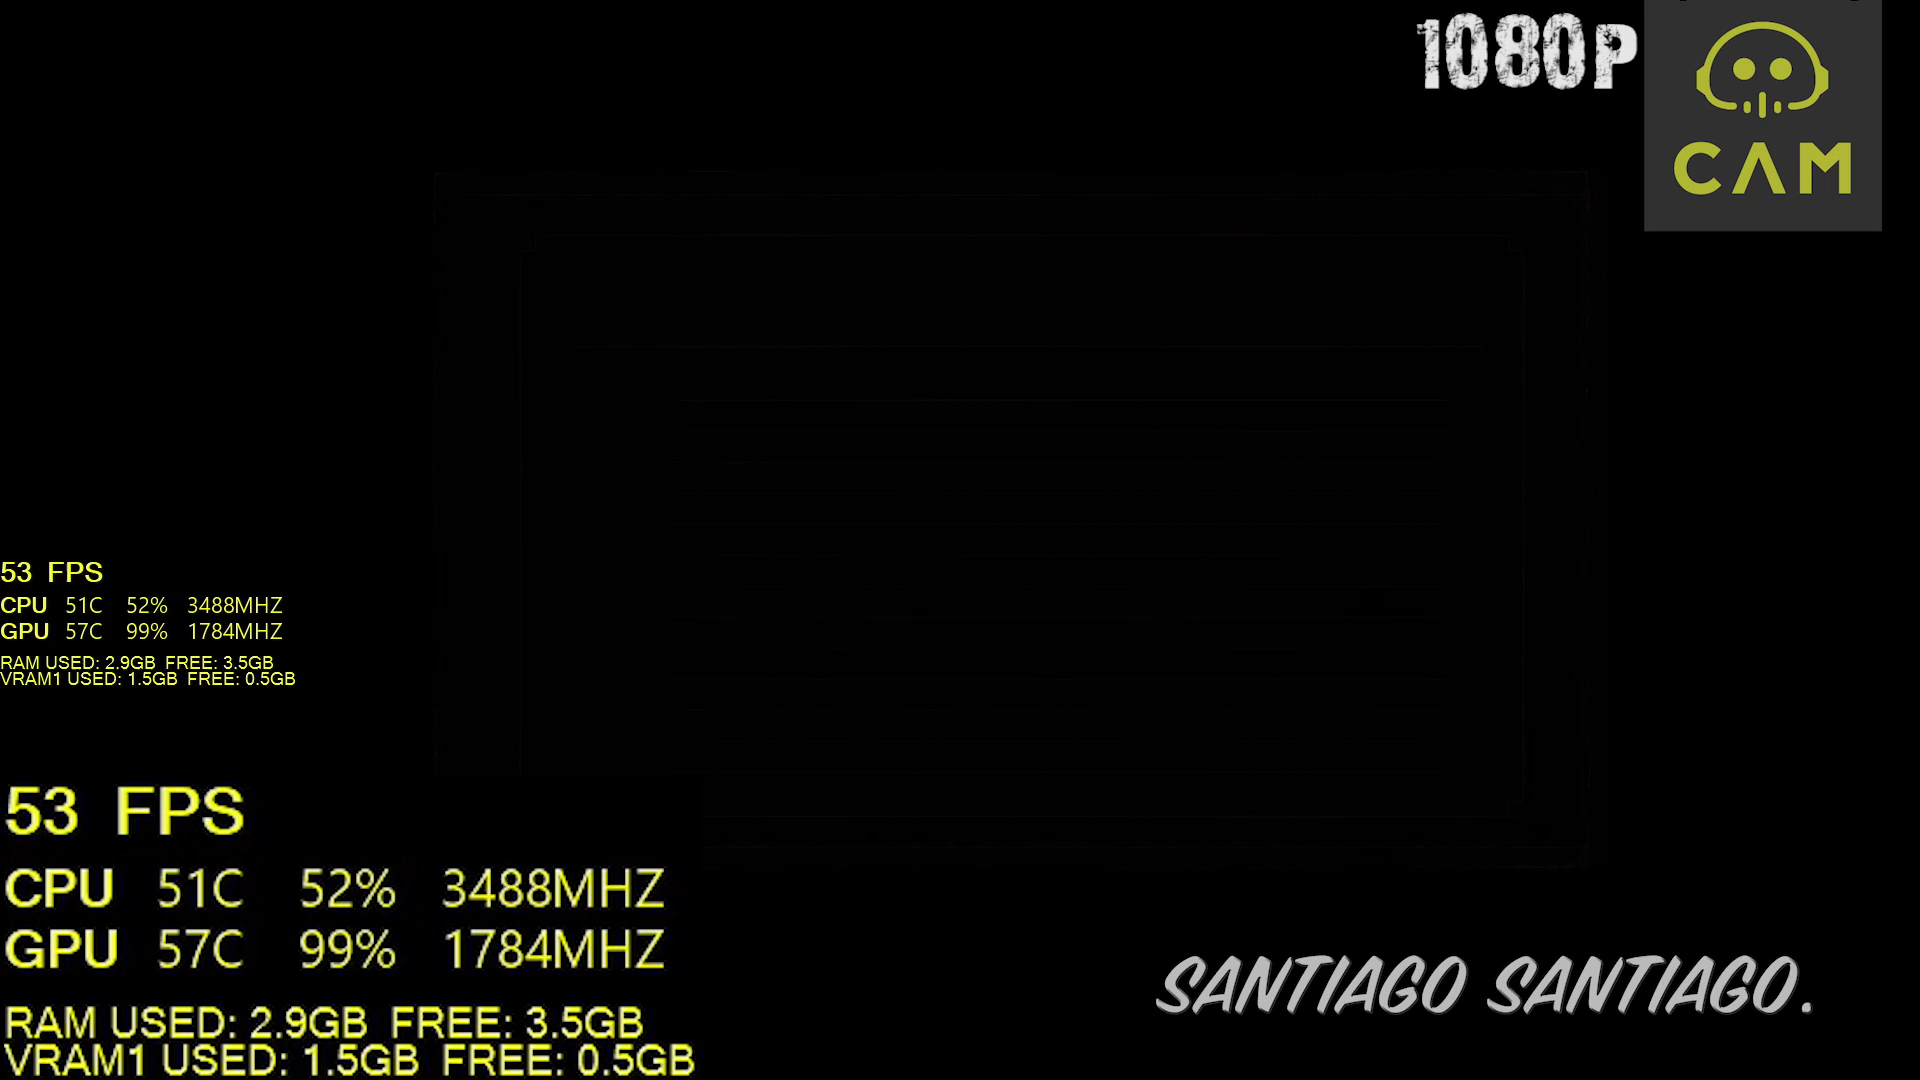 1080P
CAM
53 FPS
CPU 51C 52% 3488MHZ
GPU 57C 99% 1784MHZ
RAM USED: 2.9GB FREE: 3.5GB
VRAM1 USED: 1.5GB FREE: 0.5GB
53 FPS
CPU 51C 52% 3488MHZ
GPU 57C 99% 1784MHZ
RAM USED: 2.9GB FREE: 3.5GB
VRAM1 USED: 1.5GB FREE: 0.5GB
SANTIAGO SANTIAGO.